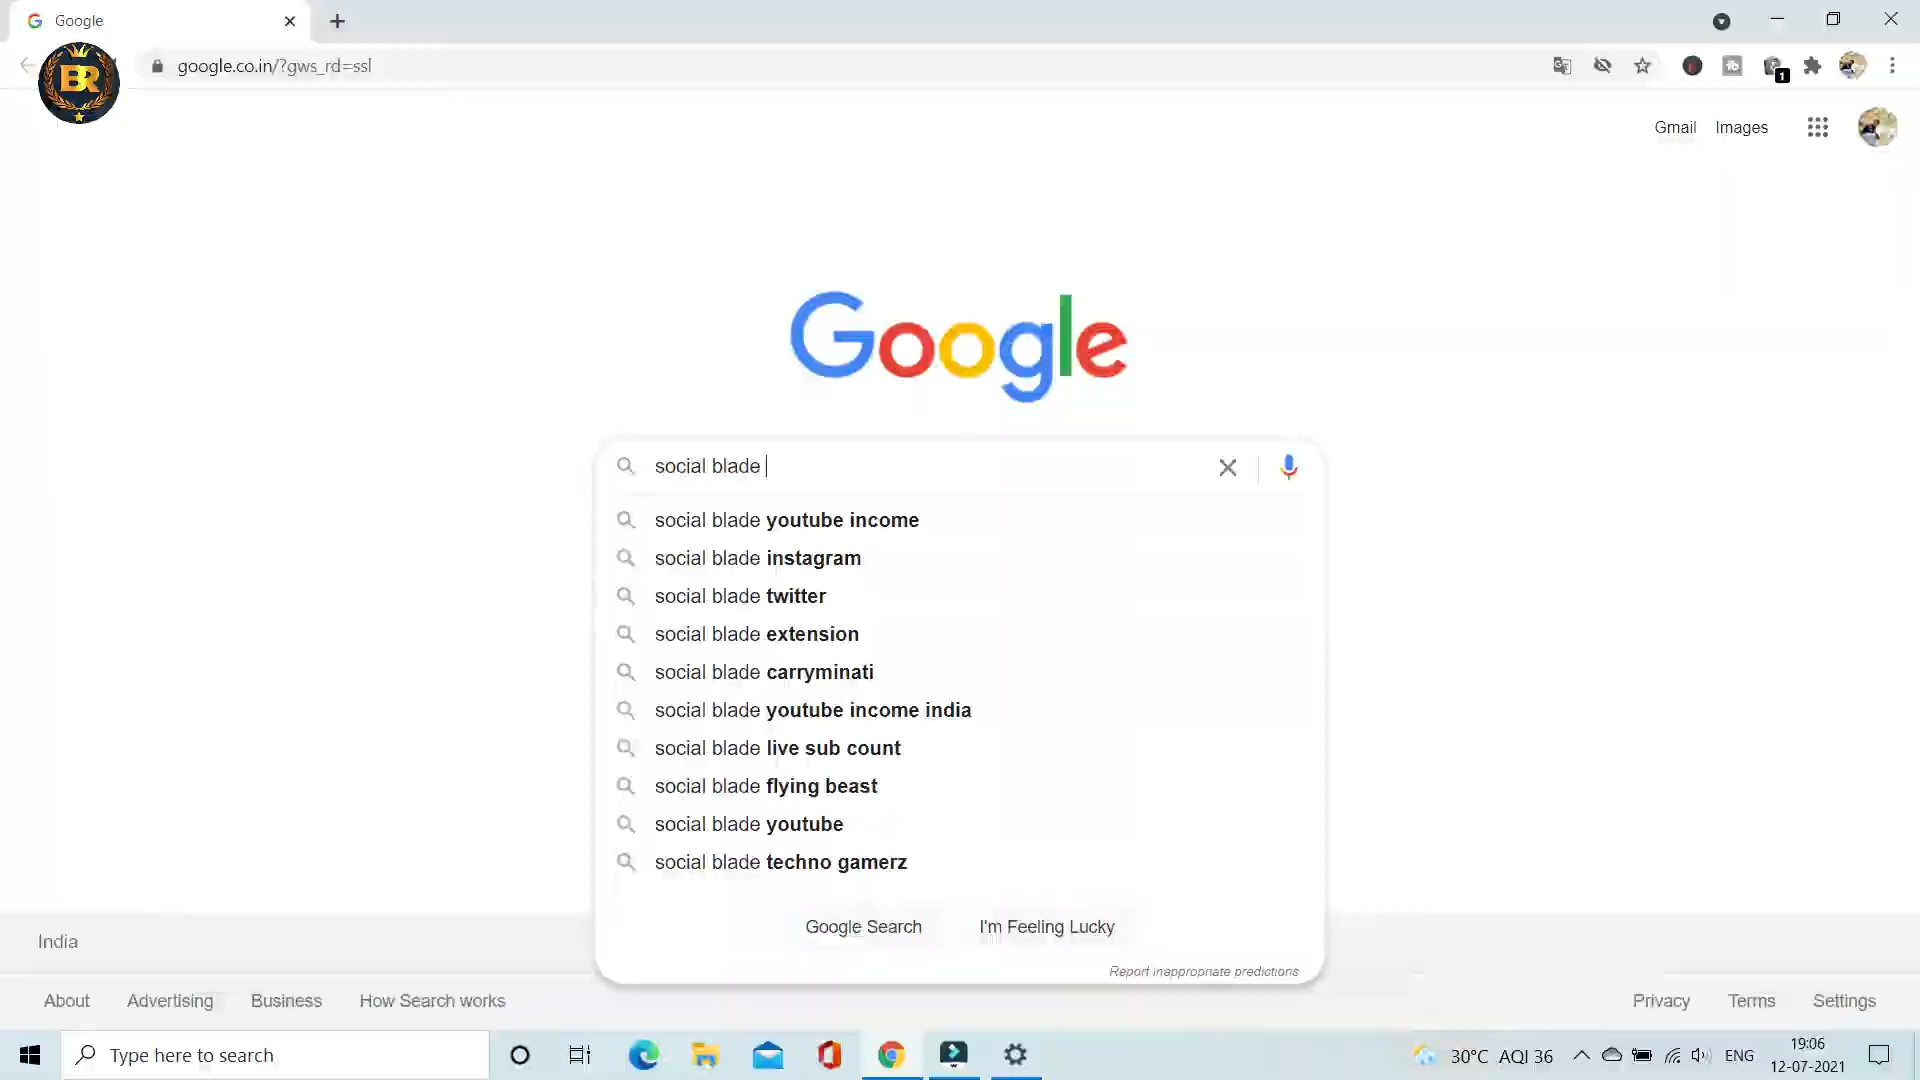 Google
google.co.in/?gws_rd=ssl
BR
1
Gmail Images
Google
social blade
social blade youtube income
social blade instagram
social blade twitter
social blade extension
social blade carryminati
social blade youtube income india
social blade live sub count
social blade flying beast
social blade youtube
social blade techno gamerz
Google Search I'm Feeling Lucky
Report inappropriate predictions
India
About Advertising Business How Search works Privacy Terms Settings
Type here to search
30°C AQI 36 ENG
19:06
12-07-2021